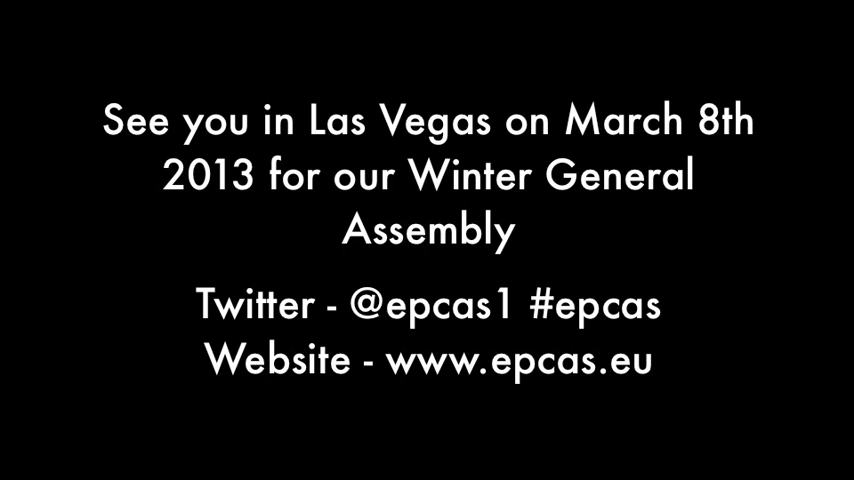 See you in Las Vegas on March 8th
2013 for our Winter General
Assembly
Twitter - @epcas1 #epcas
Website - www.epcas.eu